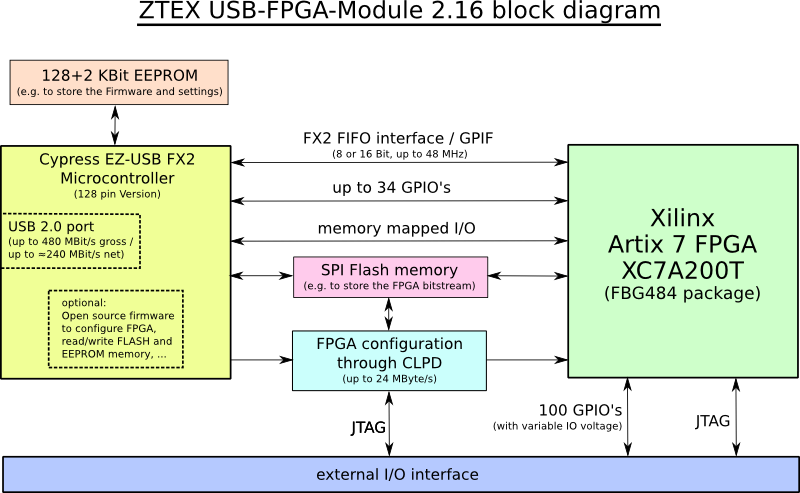 ZTEX USB-FPGA-Module 2.16 block diagram
128+2 KBit EEPROM
(e.g. to store the Firmware and settings)
Cypress EZ-USB FX2
Microcontroller
(128 pin Version)
USB 2.0 port
(up to 480 MBit/s gross /
up to ≈240 MBit/s net)
optional:
Open source firmware
to configure FPGA,
read/write FLASH and
EEPROM memory, ...
FX2 FIFO interface / GPIF
(8 or 16 Bit, up to 48 MHz)
up to 34 GPIO's
memory mapped I/O
SPI Flash memory
(e.g. to store the FPGA bitstream)
FPGA configuration
through CLPD
(up to 24 MByte/s)
JTAG
Xilinx
Artix 7 FPGA
XC7A200T
(FBG484 package)
100 GPIO's
(with variable IO voltage)
JTAG
external I/O interface